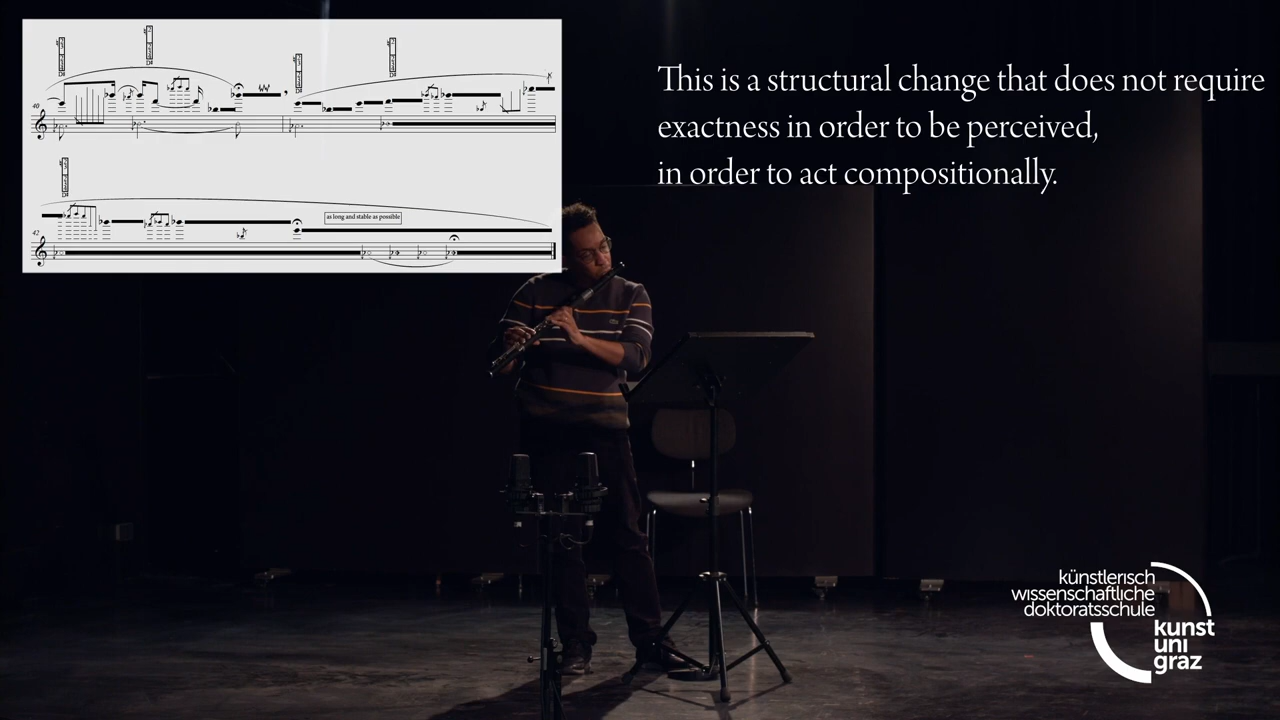 40
This is a structural change that does not require
exactness in order to be perceived,
in order to act compositionally.
42
as long and stable as possible
künstlerisch
wissenschaftliche
doktoratsschule
kunst
uni
graz